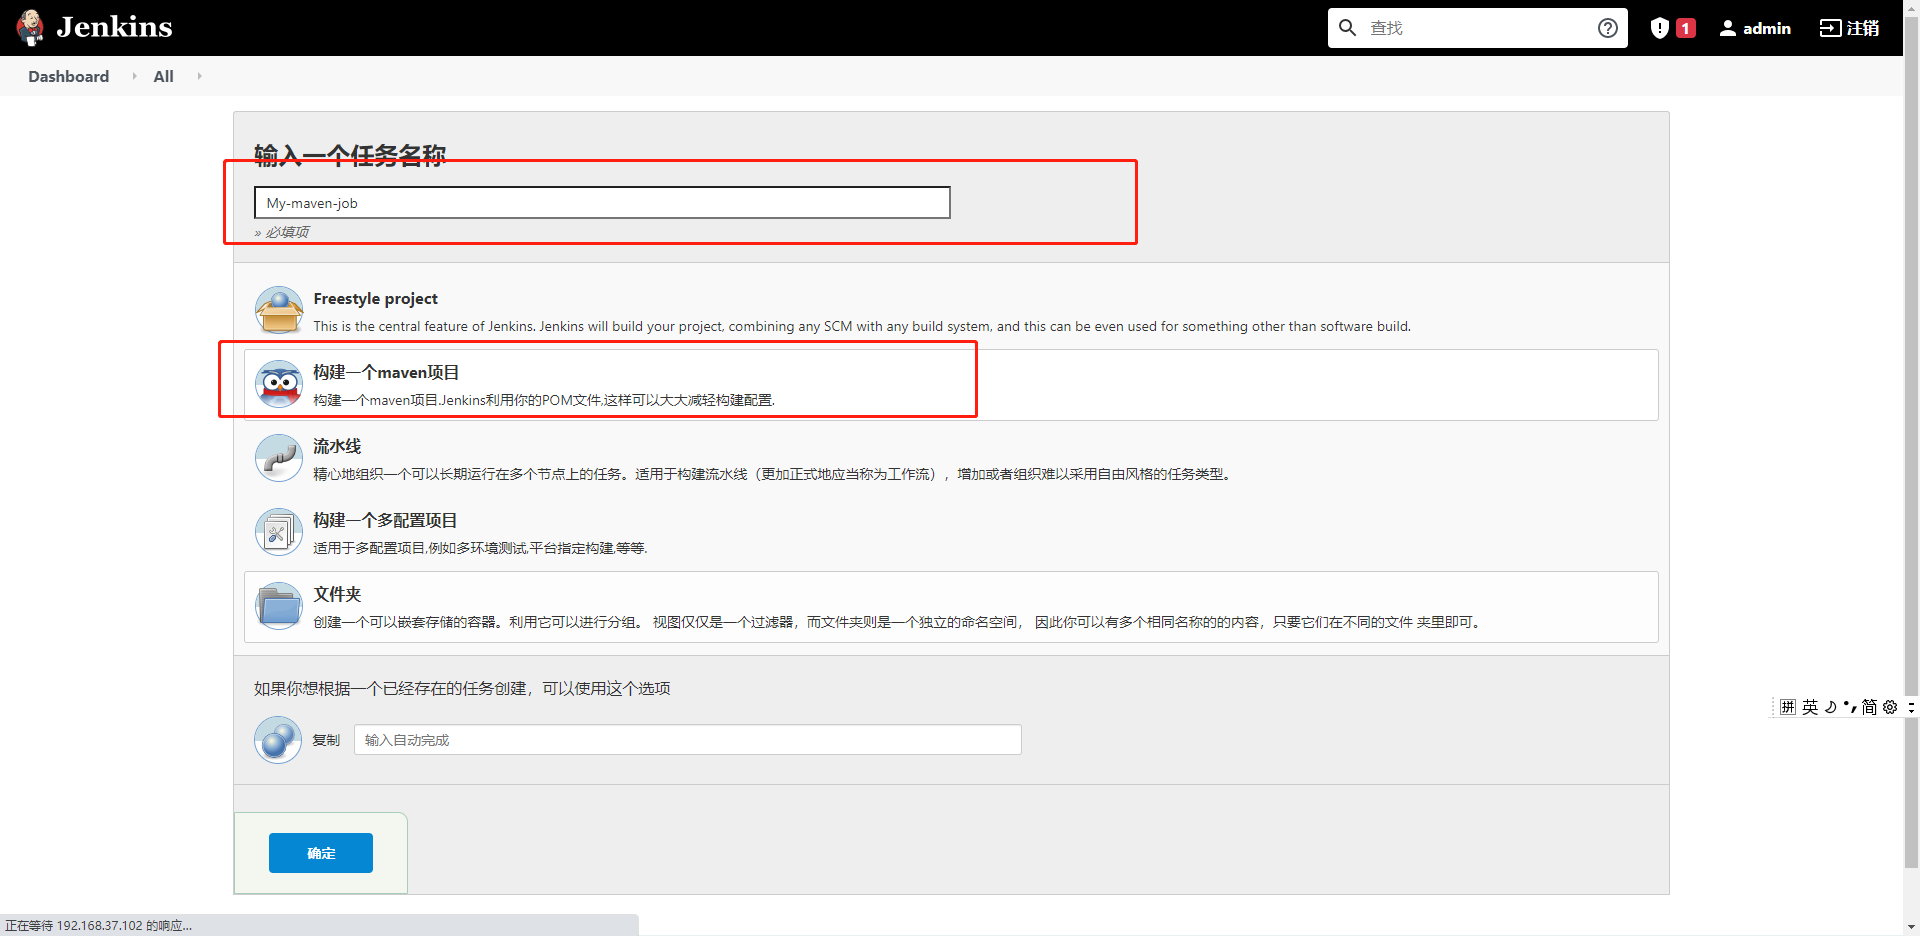 Jenkins
查找
1
admin
注销
Dashboard
All
输入一个任务名称
My-maven-job
» 必填项
Freestyle project
This is the central feature of Jenkins. Jenkins will build your project, combining any SCM with any build system, and this can be even used for something other than software build.
构建一个maven项目
构建一个maven项目.Jenkins利用你的POM文件,这样可以大大减轻构建配置.
流水线
精心地组织一个可以长期运行在多个节点上的任务。适用于构建流水线（更加正式地应当称为工作流），增加或者组织难以采用自由风格的任务类型。
构建一个多配置项目
适用于多配置项目,例如多环境测试,平台指定构建,等等.
文件夹
创建一个可以嵌套存储的容器。利用它可以进行分组。 视图仅仅是一个过滤器，而文件夹则是一个独立的命名空间， 因此你可以有多个相同名称的的内容，只要它们在不同的文件 夹里即可。
如果你想根据一个已经存在的任务创建，可以使用这个选项
拼 英 简
复制
输入自动完成
确定
正在等待 192.168.37.102 的响应...